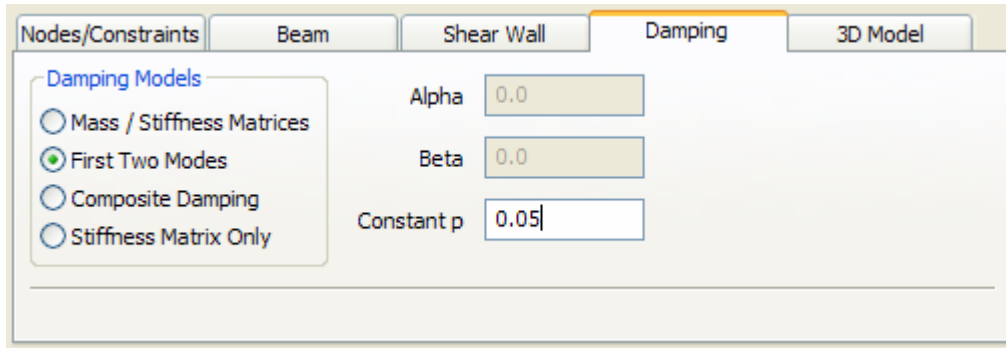 Nodes/Constraints Beam Shear Wall Damping 3D Model
Damping Models
Mass / Stiffness Matrices
First Two Modes
Composite Damping
Stiffness Matrix Only
Alpha 0.0
Beta 0.0
Constant p 0.05